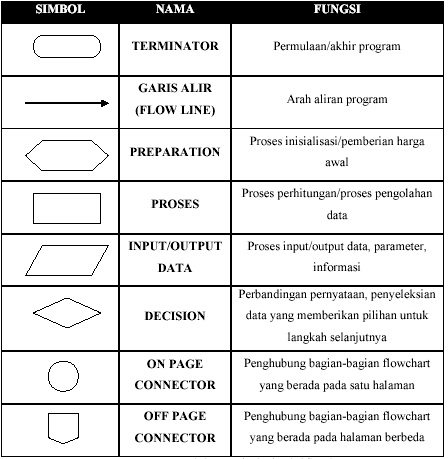 SIMBOL NAMA FUNGSI
TERMINATOR Permulaan/akhir program
GARIS ALIR
(FLOW LINE)
Arah aliran program
PREPARATION
Proses inisialisasi/pemberian harga
awal
PROSES
Proses perhitungan/proses pengolahan
data
INPUT/OUTPUT
DATA
Proses input/output data, parameter,
informasi
DECISION
Perbandingan pernyataan, penyeleksian
data yang memberikan pilihan untuk
langkah selanjutnya
ON PAGE
CONNECTOR
Penghubung bagian-bagian flowchart
yang berada pada satu halaman
OFF PAGE
CONNECTOR
Penghubung bagian-bagian flowchart
yang berada pada halaman berbeda